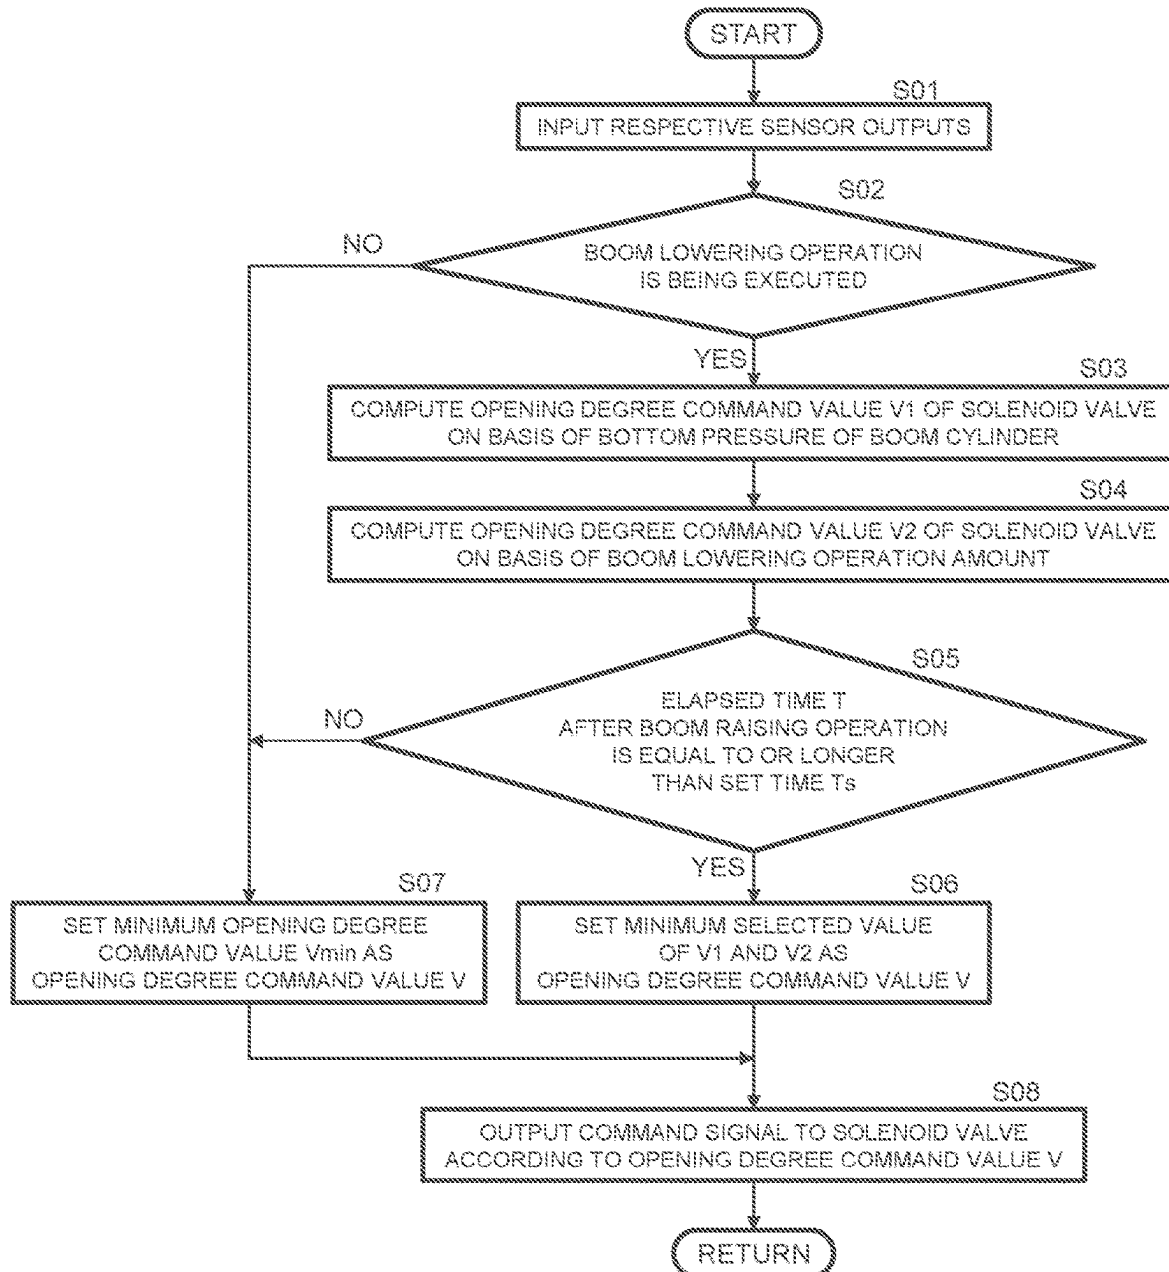 START
S01
INPUT RESPECTIVE SENSOR OUTPUTS
S02
NO
BOOM LOWERING OPERATION
IS BEING EXECUTED
YES
S03
COMPUTE OPENING DEGREE COMMAND VALUE V1 OF SOLENOID VALVE
ON BASIS OF BOTTOM PRESSURE OF BOOM CYLINDER
S04
COMPUTE OPENING DEGREE COMMAND VALUE V2 OF SOLENOID VALVE
ON BASIS OF BOOM LOWERING OPERATION AMOUNT
S05
NO
ELAPSED TIME T
AFTER BOOM RAISING OPERATION
IS EQUAL TO OR LONGER
THAN SET TIME Ts
YES
S07
SET MINIMUM OPENING DEGREE
COMMAND VALUE Vmin AS
OPENING DEGREE COMMAND VALUE V
S06
SET MINIMUM SELECTED VALUE
OF V1 AND V2 AS
OPENING DEGREE COMMAND VALUE V
S08
OUTPUT COMMAND SIGNAL TO SOLENOID VALVE
ACCORDING TO OPENING DEGREE COMMAND VALUE V
RETURN